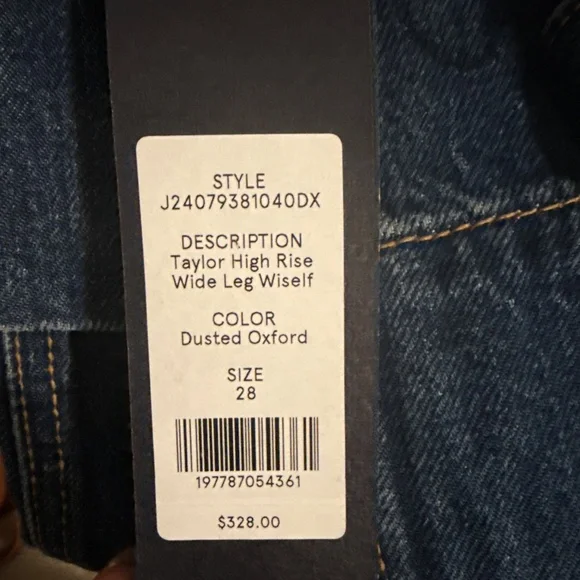 STYLE
J24079381040DX
DESCRIPTION
Taylor High Rise
Wide Leg Wiself
COLOR
Dusted Oxford
SIZE
28
197787054361
$328.00